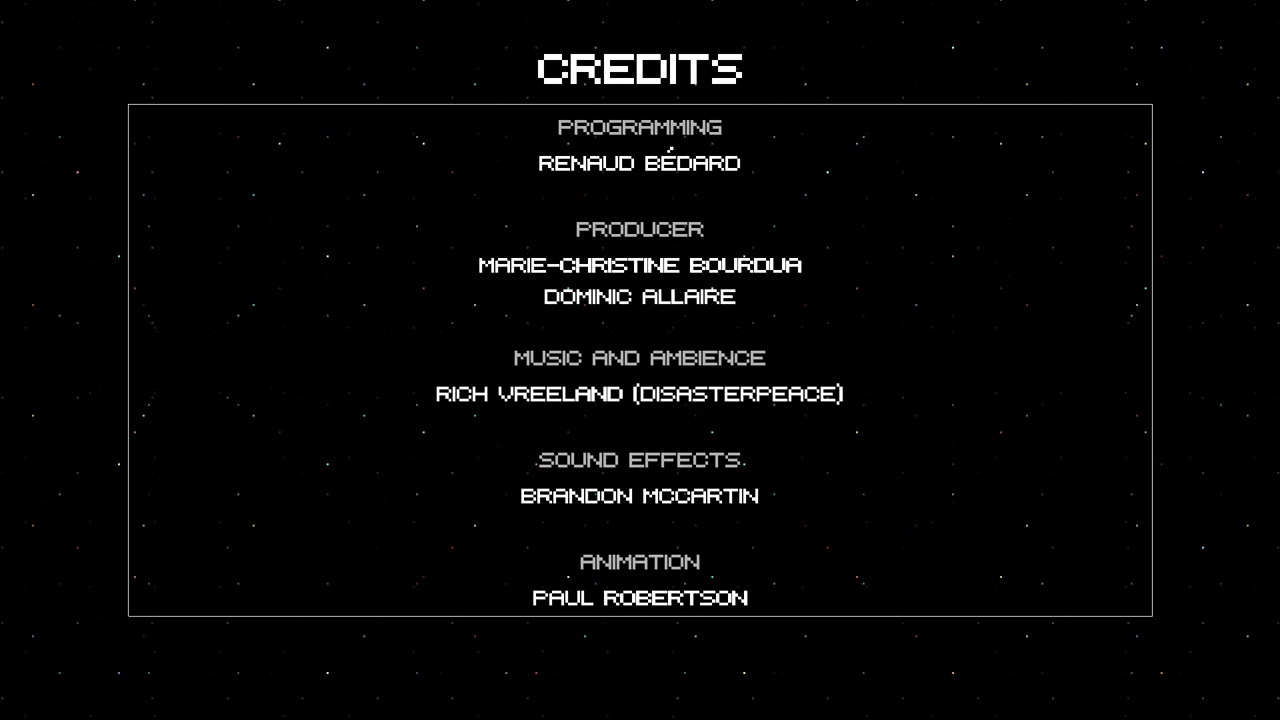 CREDITS
PROGRAMMING
RENAUD BÉDARD
PRODUCER
MARIE-CHRISTINE BOURDUA
DOMINIC ALLAIRE
MUSIC AND AMBIENCE
RICH VREELAND (DISASTERPEACE)
SOUND EFFECTS
BRANDON MCCARTIN
ANIMATION
PAUL ROBERTSON